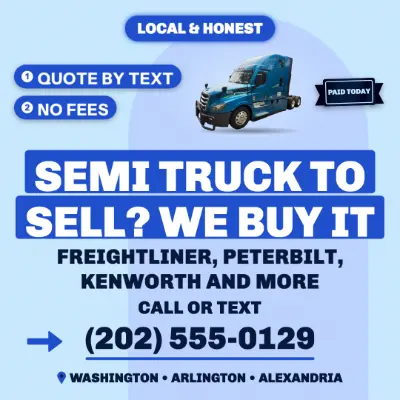 LOCAL & HONEST
1 QUOTE BY TEXT
2 NO FEES
PAID TODAY
SEMI TRUCK TO
SELL? WE BUY IT
FREIGHTLINER, PETERBILT,
KENWORTH AND MORE
CALL OR TEXT
(202) 555-0129
WASHINGTON • ARLINGTON • ALEXANDRIA